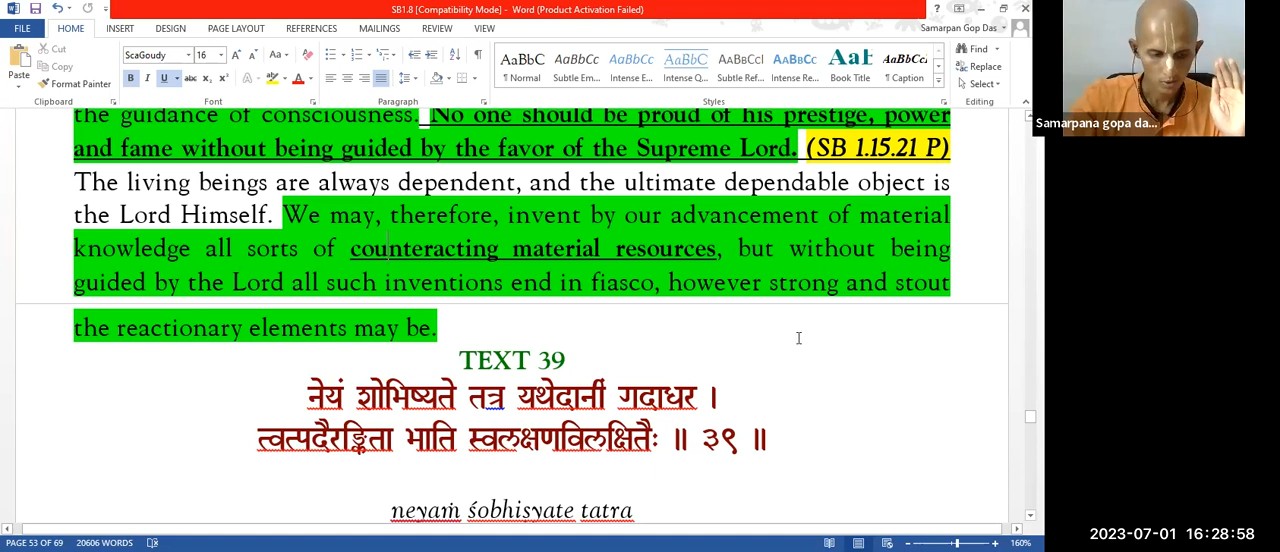 SB1.8 [Compatibility Mode] - Word (Product Activation Failed)
FILE HOME INSERT DESIGN PAGE LAYOUT REFERENCES MAILINGS REVIEW VIEW Samarpan Gop Das
Cut
Copy
Format Painter
Paste
Clipboard
ScaGoudy 16
Font
Paragraph
AaBbC AaBbCc AaBbCc AaBbC AaBbCc AaBbCc AaBt AaBbCc
¶ Normal Subtle Em... Intense E... Intense Q... Subtle Ref... Intense Re... Book Title ¶ Caption
Styles
Find
Replace
Select
Editing
Samarpana gopa da...
the guidance of consciousness. No one should be proud of his prestige, power
and fame without being guided by the favor of the Supreme Lord. (SB 1.15.21 P)
The living beings are always dependent, and the ultimate dependable object is
the Lord Himself. We may, therefore, invent by our advancement of material
knowledge all sorts of counteracting material resources, but without being
guided by the Lord all such inventions end in fiasco, however strong and stout
the reactionary elements may be.
TEXT 39
नेयं शोभिष्यते तत्र यथेदानीं गदाधर ।
त्वत्पदैरङ्किता भाति स्वलक्षणविलक्षितैः ॥ ३९ ॥
neyaṁ śobhiṣyate tatra
PAGE 53 OF 69 20606 WORDS 160%
2023-07-01 16:28:58